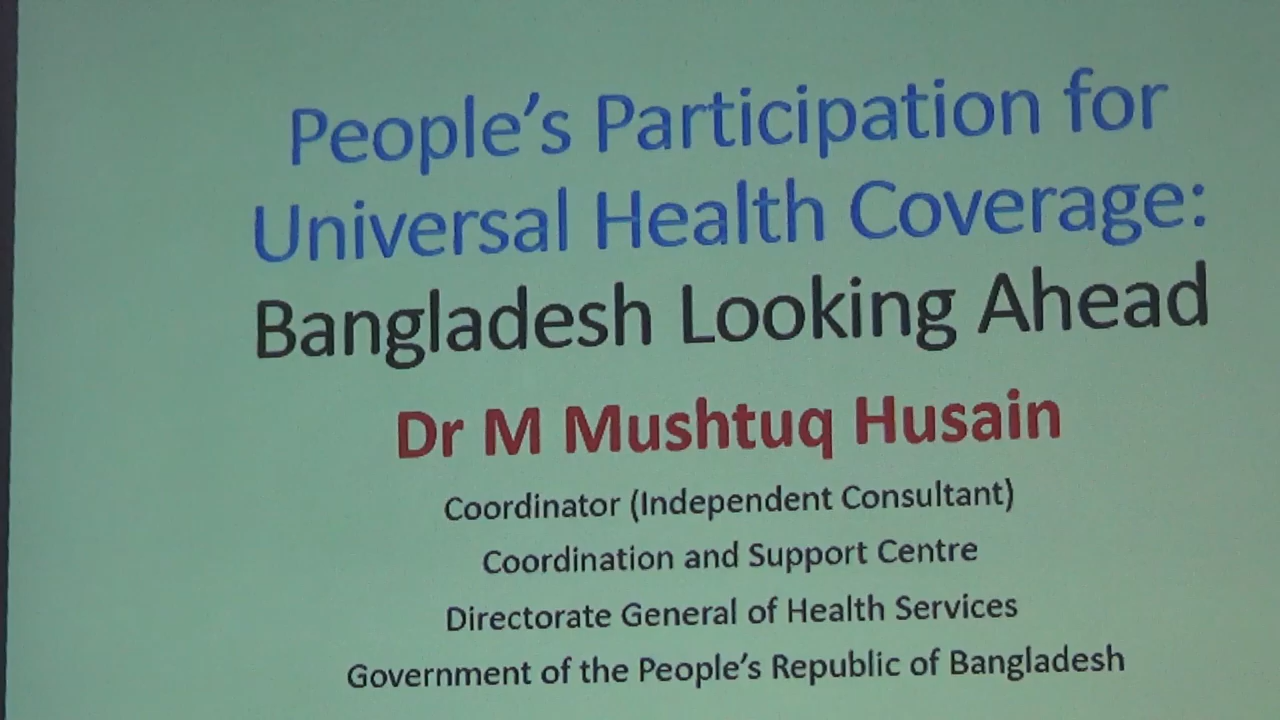 People's Participation for
Universal Health Coverage:
Bangladesh Looking Ahead
Dr M Mushtuq Husain
Coordinator (Independent Consultant)
Coordination and Support Centre
Directorate General of Health Services
Government of the People's Republic of Bangladesh